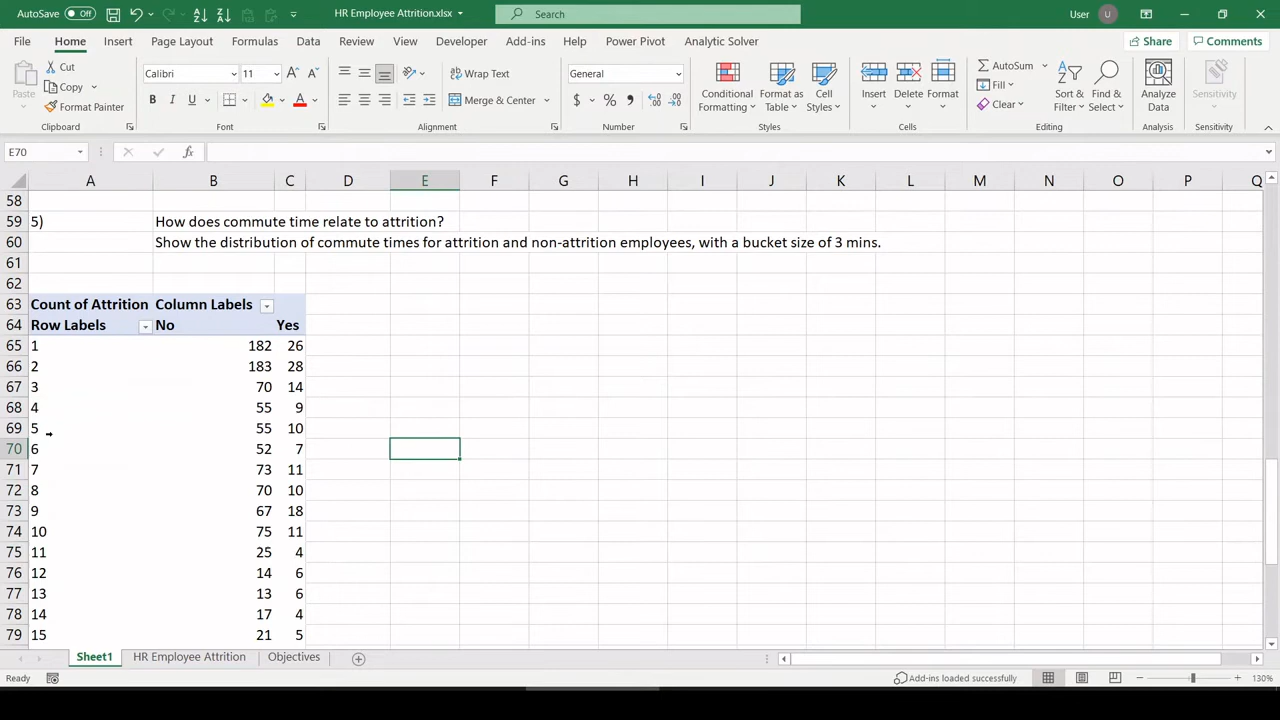 AutoSave Off HR Employee Attrition.xlsx Search User U
File Home Insert Page Layout Formulas Data Review View Developer Add-ins Help Power Pivot Analytic Solver Share Comments
Paste Cut Copy Format Painter Clipboard
Calibri 11 B I U A Font
Wrap Text Merge & Center Alignment
General $ % Number
Conditional Formatting Format as Table Cell Styles Styles
Insert Delete Format Cells
AutoSum Fill Clear Sort & Filter Find & Select Editing
Analyze Data Analysis
Sensitivity Sensitivity
E70 fx
A B C D E F G H I J K L M N O P Q
58
59 5) How does commute time relate to attrition?
60 Show the distribution of commute times for attrition and non-attrition employees, with a bucket size of 3 mins.
61
62
63 Count of Attrition Column Labels
64 Row Labels No Yes
65 1 182 26
66 2 183 28
67 3 70 14
68 4 55 9
69 5 55 10
70 6 52 7
71 7 73 11
72 8 70 10
73 9 67 18
74 10 75 11
75 11 25 4
76 12 14 6
77 13 13 6
78 14 17 4
79 15 21 5
Sheet1 HR Employee Attrition Objectives
Ready Add-ins loaded successfully 130%